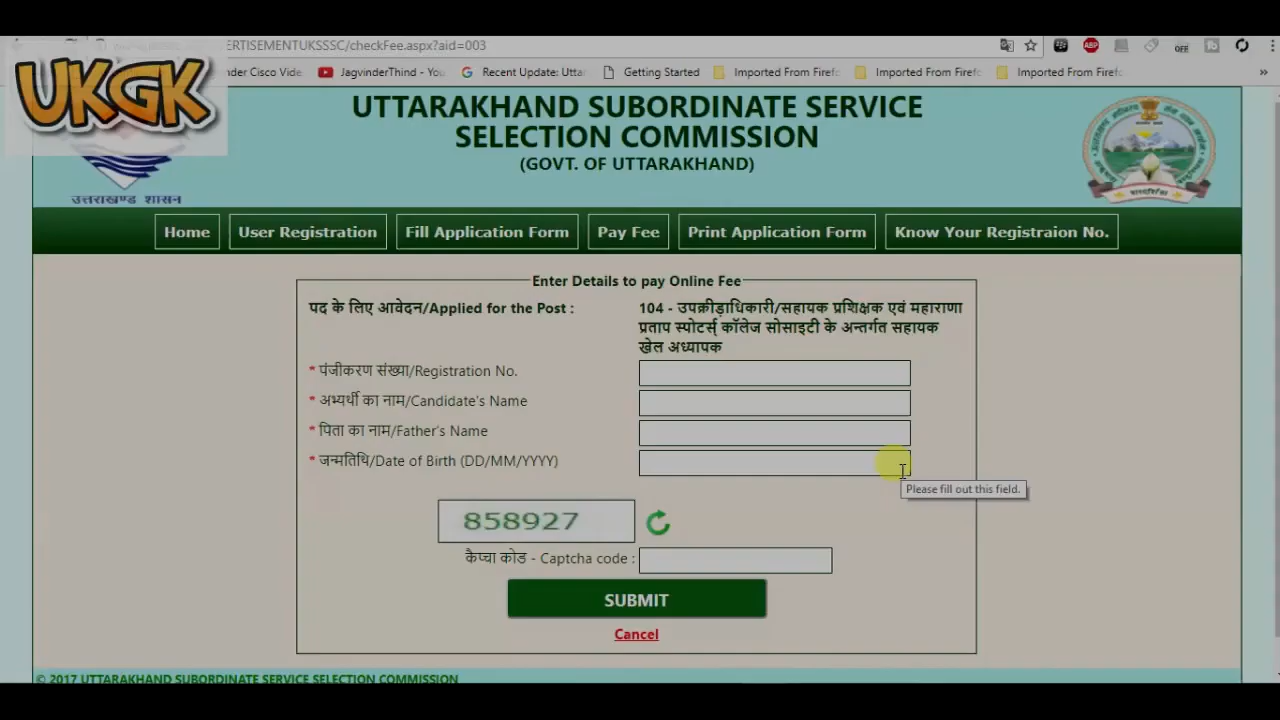 ERTISEMENTUKSSSC/checkFee.aspx?aid=003
ABP
OFF
nder Cisco Vide
JagvinderThind - You
Recent Update: Utta
Getting Started
Imported From Firefo
Imported From Firefo
Imported From Firefo
»
UKGK
उत्तराखण्ड शासन
UTTARAKHAND SUBORDINATE SERVICE
SELECTION COMMISSION
(GOVT. OF UTTARAKHAND)
Home
User Registration
Fill Application Form
Pay Fee
Print Application Form
Know Your Registraion No.
Enter Details to pay Online Fee
पद के लिए आवेदन/Applied for the Post :
104 - उपक्रीड़ाधिकारी/सहायक प्रशिक्षक एवं महाराणा
प्रताप स्पोटर्स् कॉलेज सोसाइटी के अन्तर्गत सहायक
खेल अध्यापक
* पंजीकरण संख्या/Registration No.
* अभ्यर्थी का नाम/Candidate's Name
* पिता का नाम/Father's Name
* जन्मतिथि/Date of Birth (DD/MM/YYYY)
Please fill out this field.
858927
कैप्चा कोड - Captcha code :
SUBMIT
Cancel
© 2017 UTTARAKHAND SUBORDINATE SERVICE SELECTION COMMISSION